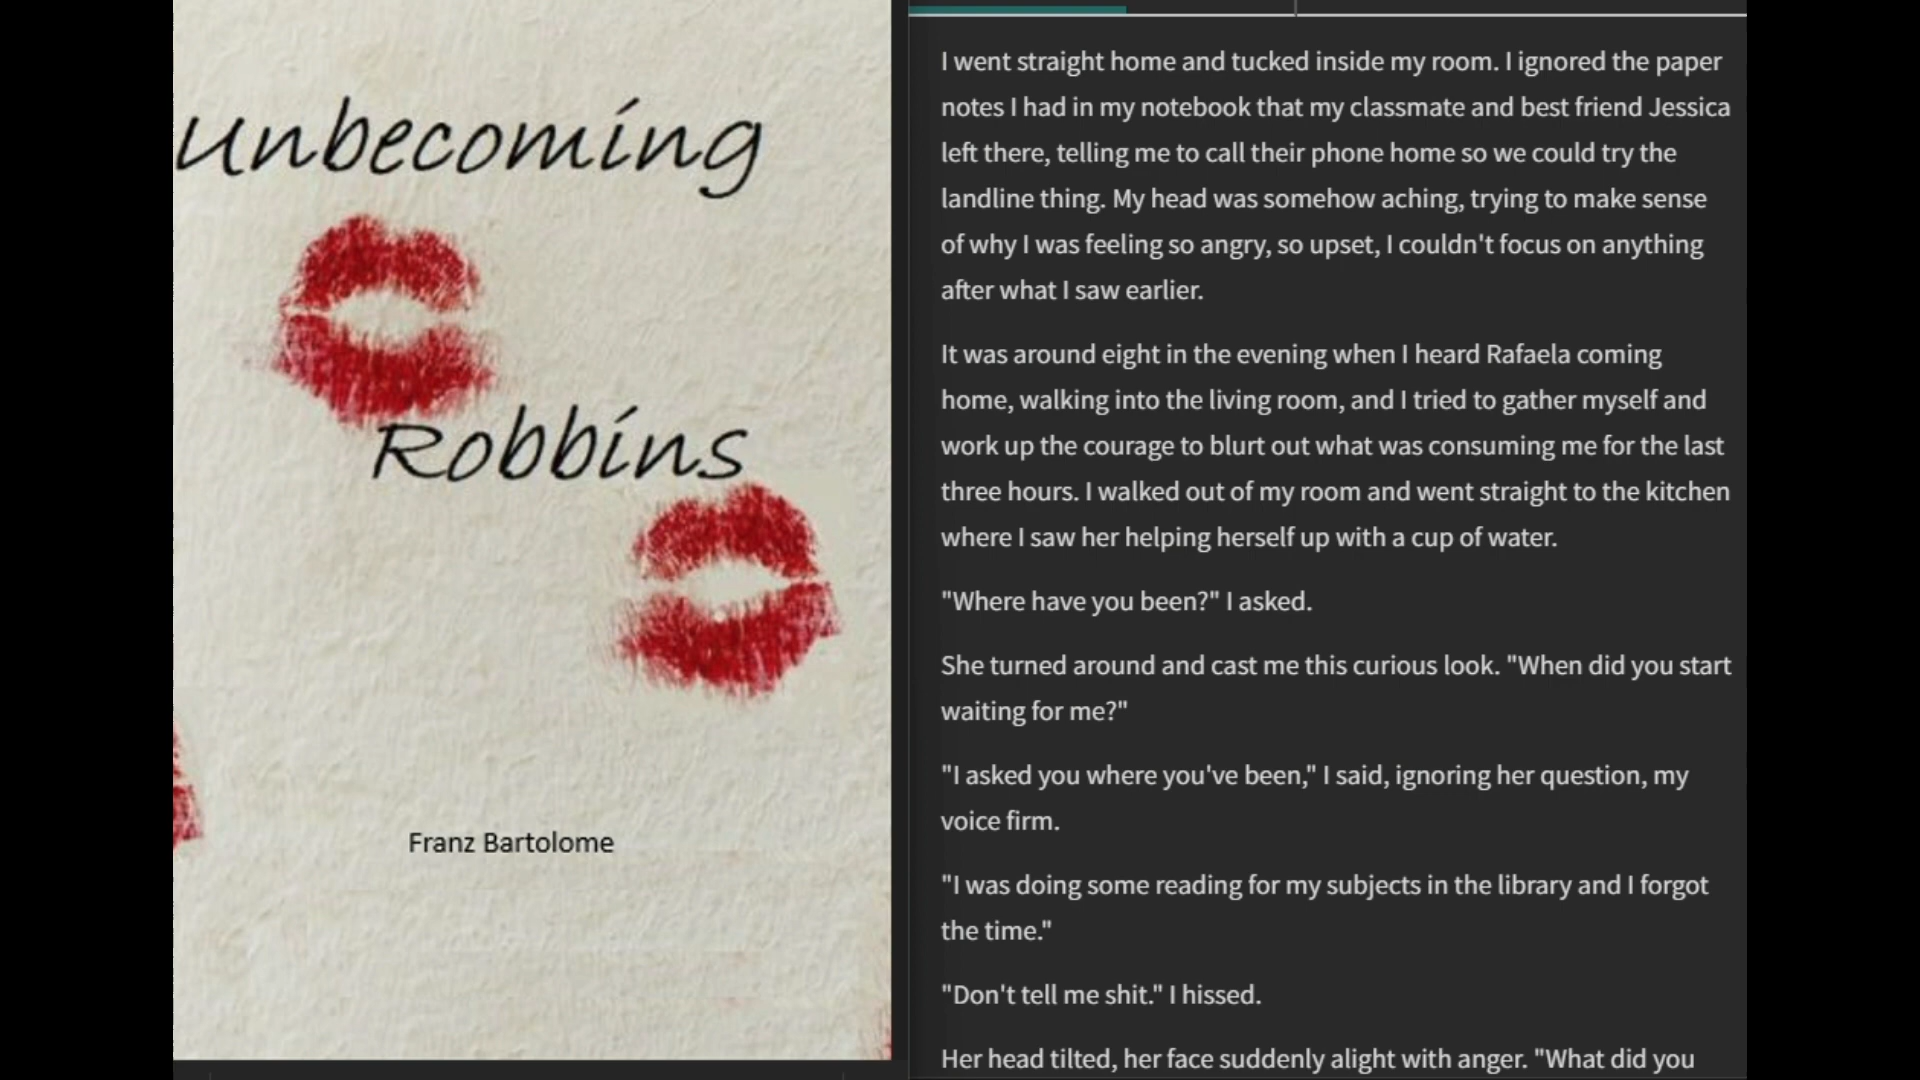 Unbecoming
Robbins
Franz Bartolome
I went straight home and tucked inside my room. I ignored the paper
notes I had in my notebook that my classmate and best friend Jessica
left there, telling me to call their phone home so we could try the
landline thing. My head was somehow aching, trying to make sense
of why I was feeling so angry, so upset, I couldn't focus on anything
after what I saw earlier.
It was around eight in the evening when I heard Rafaela coming
home, walking into the living room, and I tried to gather myself and
work up the courage to blurt out what was consuming me for the last
three hours. I walked out of my room and went straight to the kitchen
where I saw her helping herself up with a cup of water.
"Where have you been?" I asked.
She turned around and cast me this curious look. "When did you start
waiting for me?"
"I asked you where you've been," I said, ignoring her question, my
voice firm.
"I was doing some reading for my subjects in the library and I forgot
the time."
"Don't tell me shit." I hissed.
Her head tilted, her face suddenly alight with anger. "What did you